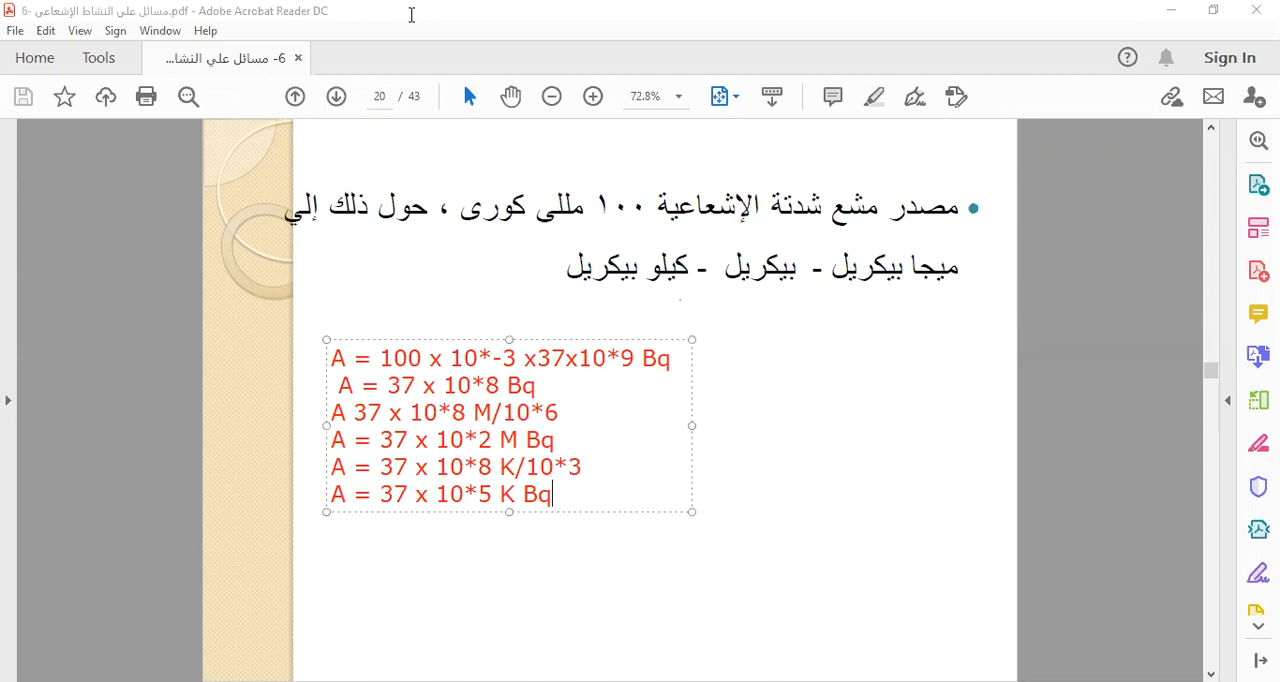 6- مسائل علي النشاط الإشعاعي.pdf - Adobe Acrobat Reader DC
File Edit View Sign Window Help
Home Tools 6- مسائل علي النشا... × Sign In
20 / 43 72.8%
• مصدر مشع شدتة الإشعاعية ١٠٠ مللى كورى ، حول ذلك إلي
ميجا بيكريل - بيكريل - كيلو بيكريل
A = 100 x 10*-3 x37x10*9 Bq
A = 37 x 10*8 Bq
A 37 x 10*8 M/10*6
A = 37 x 10*2 M Bq
A = 37 x 10*8 K/10*3
A = 37 x 10*5 K Bq